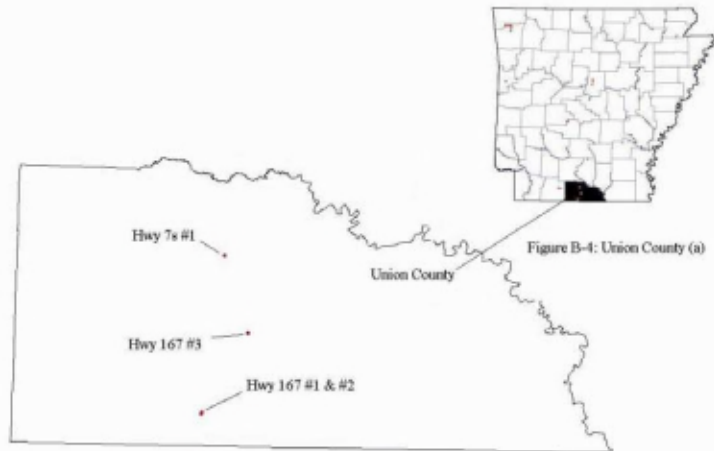 Hwy 7s #1
Union County
Figure B-4: Union County (a)
Hwy 167 #3
Hwy 167 #1 & #2